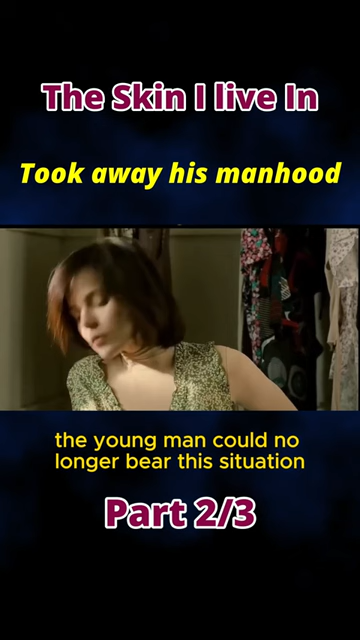 The Skin I live In
Took away his manhood
the young man could no
longer bear this situation
Part 2/3